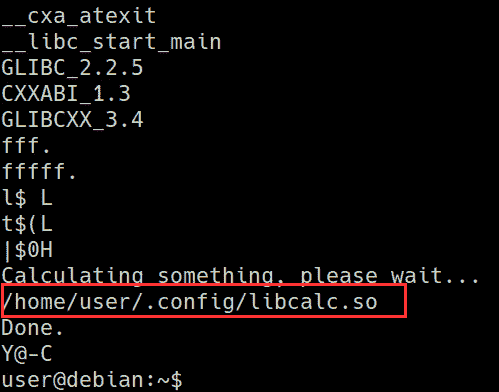 __cxa_atexit
__libc_start_main
GLIBC_2.2.5
CXXABI_1.3
GLIBCXX_3.4
fff.
fffff.
l$ L
t$(L
|$0H
Calculating something, please wait...
/home/user/.config/libcalc.so
Done.
Y@-C
user@debian:~$